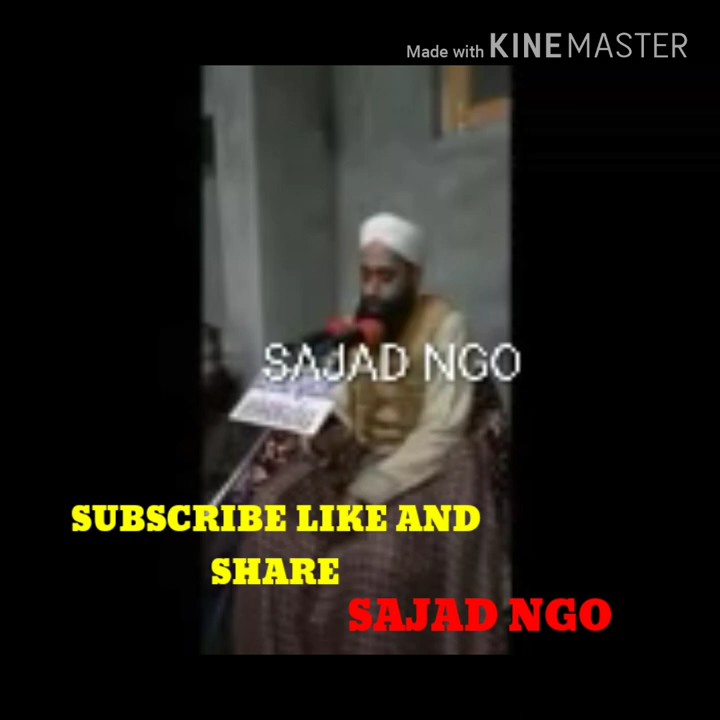 Made with KINEMASTER
SAJAD NGO
SUBSCRIBE LIKE AND
SHARE
SAJAD NGO